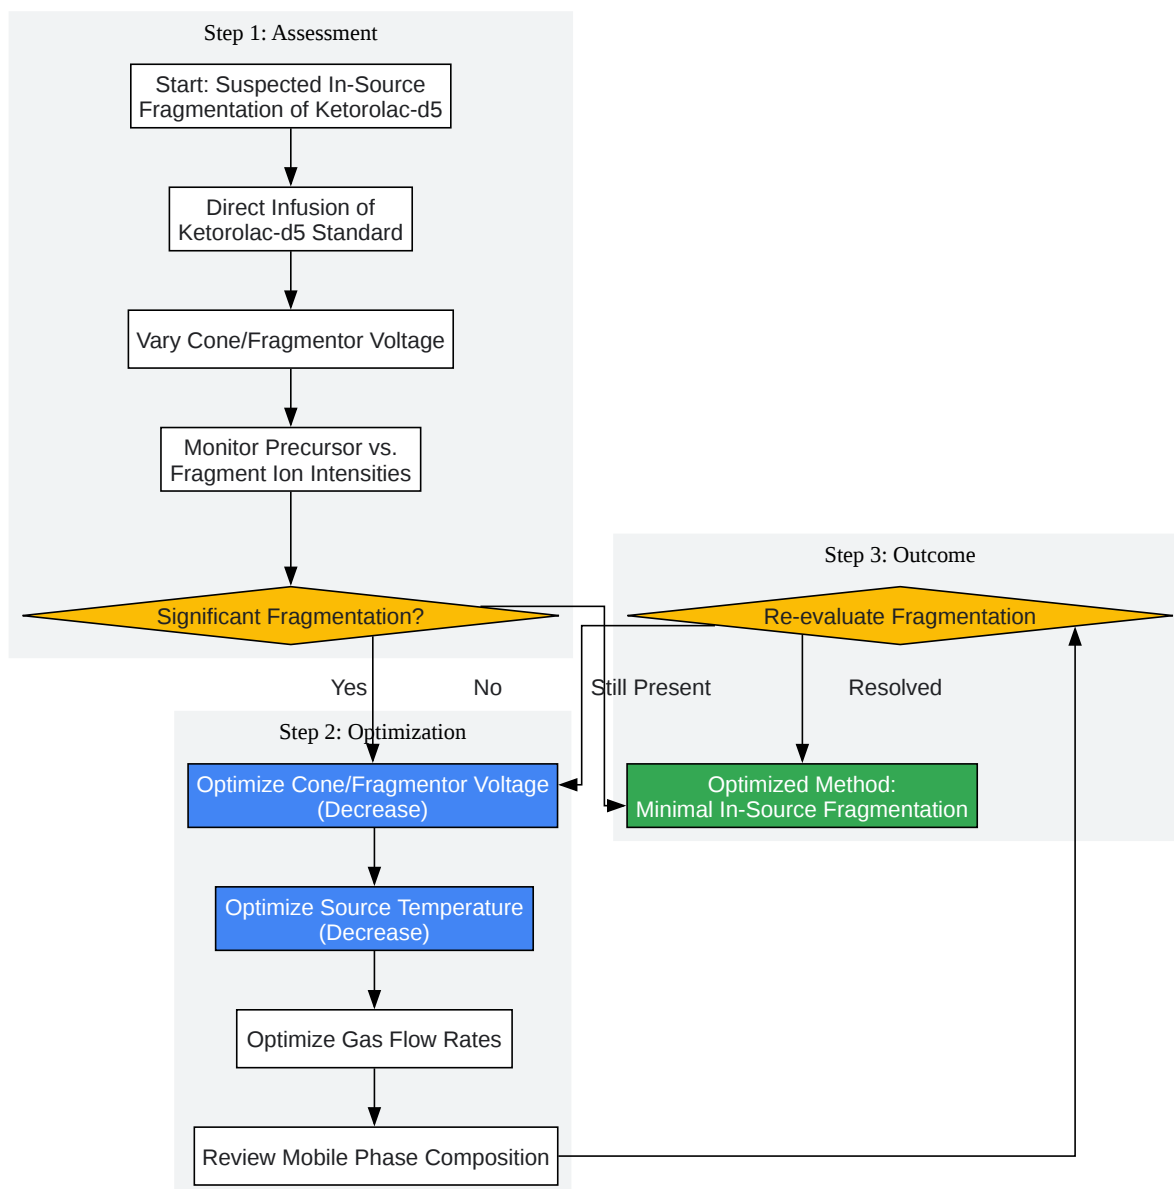 Step 1: Assessment
Start: Suspected In-Source
Fragmentation of Ketorolac-d5
Direct Infusion of
Ketorolac-d5 Standard
Vary Cone/Fragmentor Voltage
Monitor Precursor vs.
Fragment Ion Intensities
Significant Fragmentation?
Step 3: Outcome
Re-evaluate Fragmentation
Yes
No
Still Present
Resolved
Step 2: Optimization
Optimize Cone/Fragmentor Voltage
(Decrease)
Optimized Method:
Minimal In-Source Fragmentation
Optimize Source Temperature
(Decrease)
Optimize Gas Flow Rates
Review Mobile Phase Composition